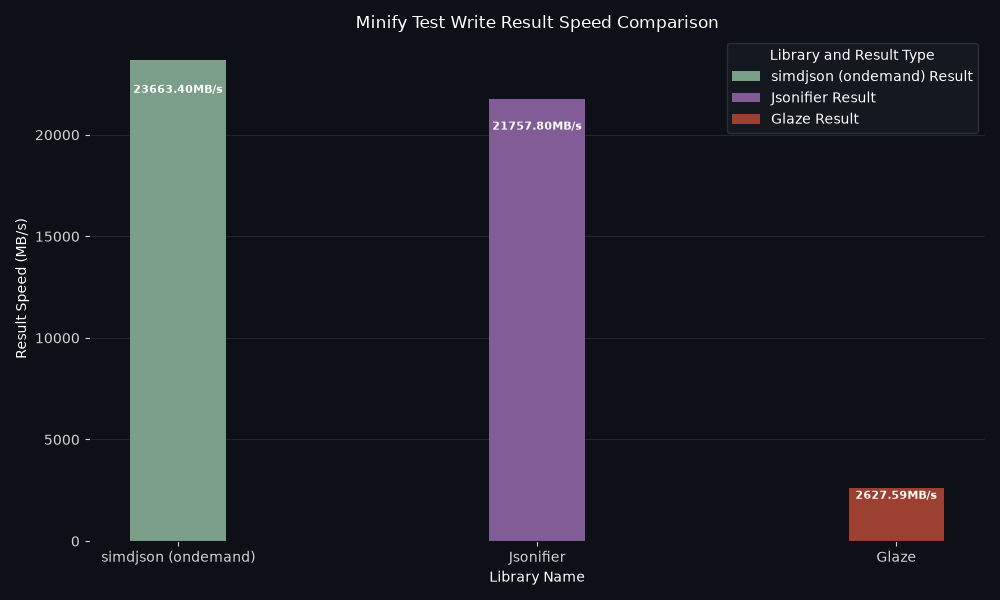 Minify Test Write Result Speed Comparison
Library and Result Type
simdjson (ondemand) Result
Jsonifier Result
Glaze Result
23663.40MB/s
21757.80MB/s
2627.59MB/s
Result Speed (MB/s)
20000
15000
10000
5000
0
simdjson (ondemand)
Jsonifier
Glaze
Library Name